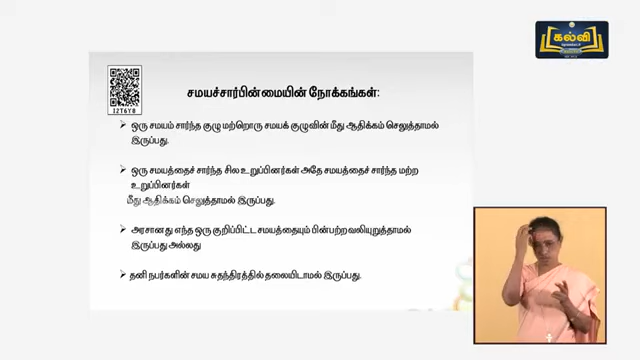 கல்வி
சமயச்சார்பின்மையின் நோக்கங்கள்:
I2T6Y8
➢ ஒரு சமயம் சார்ந்த குழு மற்றொரு சமயக் குழுவின் மீது ஆதிக்கம் செலுத்தாமல்
இருப்பது.
➢ ஒரு சமயத்தைச் சார்ந்த சில உறுப்பினர்கள் அதே சமயத்தைச் சார்ந்த மற்ற
உறுப்பினர்கள்
மீது ஆதிக்கம் செலுத்தாமல் இருப்பது.
➢ அரசானது எந்த ஒரு குறிப்பிட்ட சமயத்தையும் பின்பற்ற வலியுறுத்தாமல்
இருப்பது அல்லது
➢ தனி நபர்களின் சமய சுதந்திரத்தில் தலையிடாமல் இருப்பது.